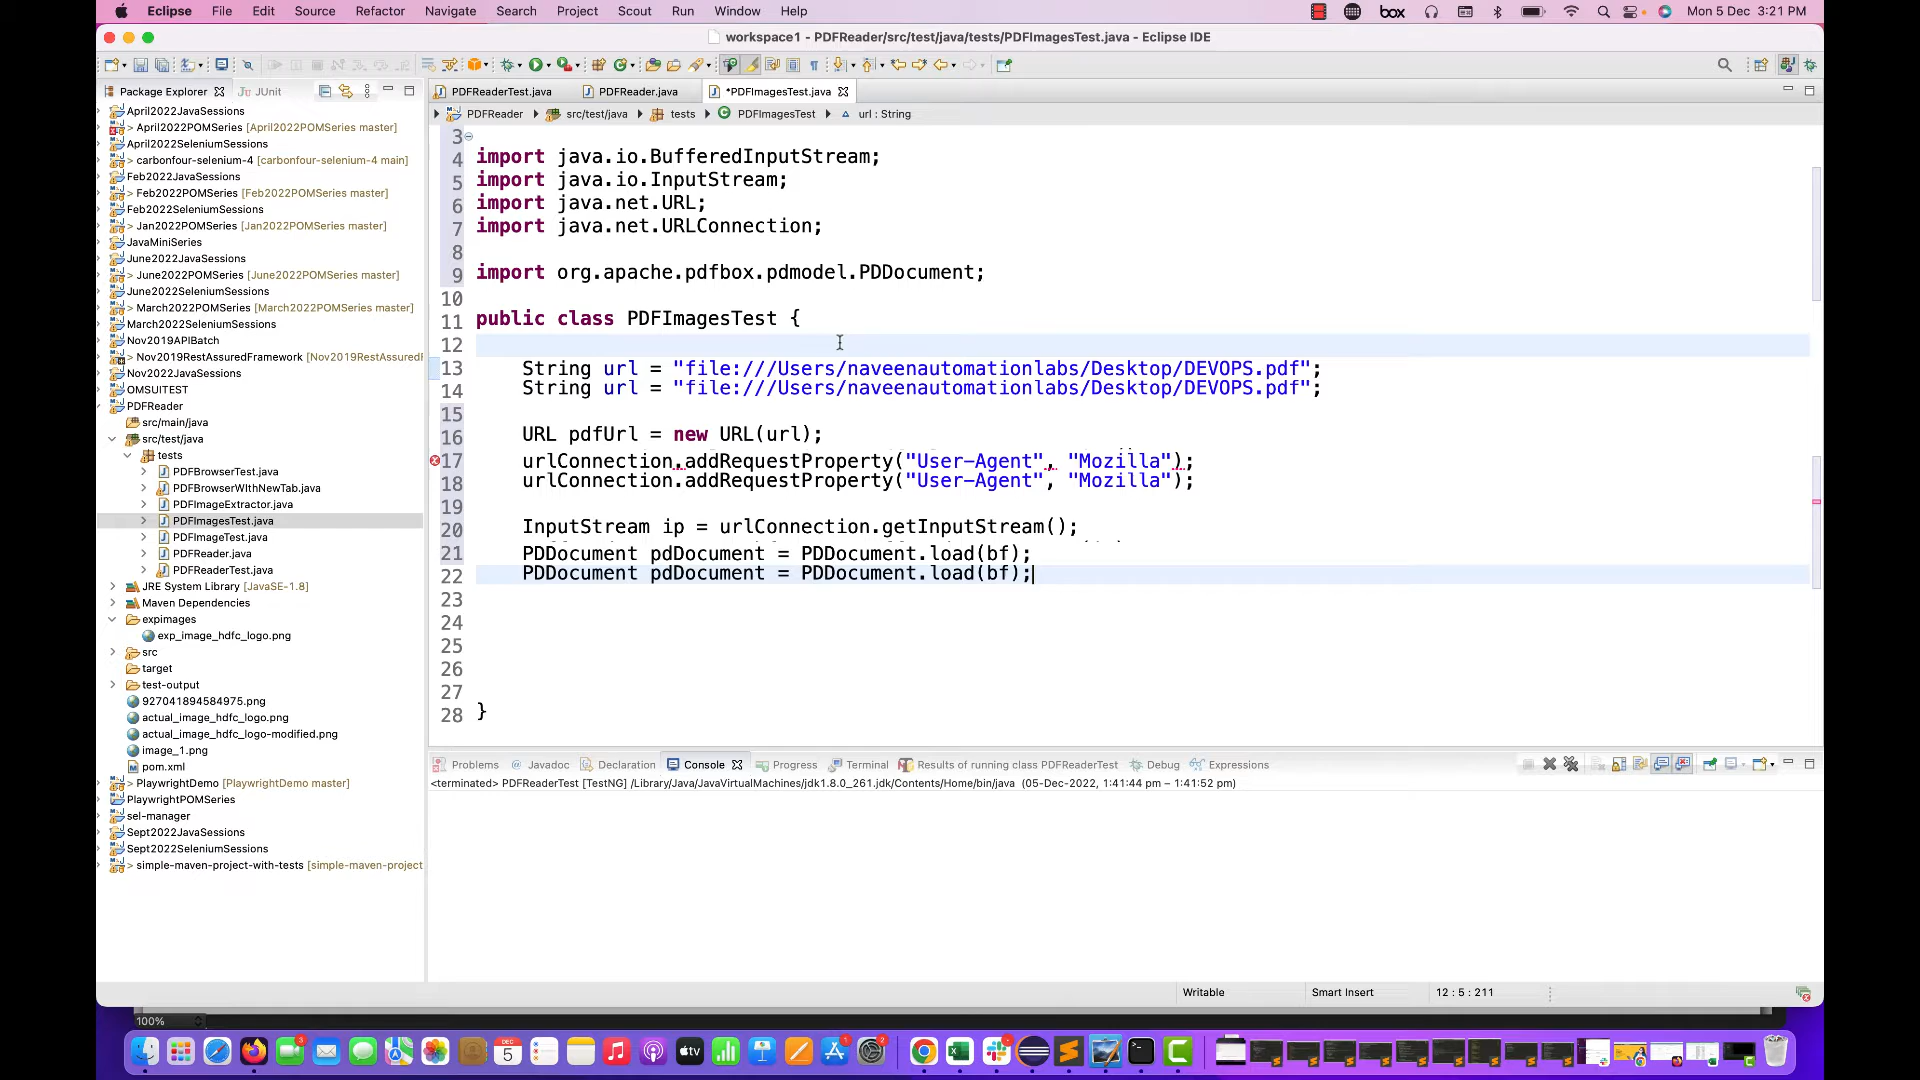 Eclipse File Edit Source Refactor Navigate Search Project Scout Run Window Help box Mon 5 Dec 3:21 PM
workspace1 - PDFReader/src/test/java/tests/PDFImagesTest.java - Eclipse IDE
Package Explorer JUnit
April2022JavaSessions
> April2022POMSeries [April2022POMSeries master]
April2022SeleniumSessions
> carbonfour-selenium-4 [carbonfour-selenium-4 main]
Feb2022JavaSessions
> Feb2022POMSeries [Feb2022POMSeries master]
Feb2022SeleniumSessions
> Jan2022POMSeries [Jan2022POMSeries master]
JavaMiniSeries
June2022JavaSessions
> June2022POMSeries [June2022POMSeries master]
June2022SeleniumSessions
> March2022POMSeries [March2022POMSeries master]
March2022SeleniumSessions
Nov2019APIBatch
> Nov2019RestAssuredFramework [Nov2019RestAssuredF
Nov2022JavaSessions
OMSUITEST
PDFReader
src/main/java
src/test/java
tests
PDFBrowserTest.java
PDFBrowserWIthNewTab.java
PDFImageExtractor.java
PDFImagesTest.java
PDFImageTest.java
PDFReader.java
PDFReaderTest.java
JRE System Library [JavaSE-1.8]
Maven Dependencies
expimages
exp_image_hdfc_logo.png
src
target
test-output
927041894584975.png
actual_image_hdfc_logo.png
actual_image_hdfc_logo-modified.png
image_1.png
pom.xml
> PlaywrightDemo [PlaywrightDemo master]
PlaywrightPOMSeries
sel-manager
Sept2022JavaSessions
Sept2022SeleniumSessions
> simple-maven-project-with-tests [simple-maven-project
PDFReaderTest.java PDFReader.java *PDFImagesTest.java
PDFReader src/test/java tests PDFImagesTest url : String
3
4 import java.io.BufferedInputStream;
5 import java.io.InputStream;
6 import java.net.URL;
7 import java.net.URLConnection;
8
9 import org.apache.pdfbox.pdmodel.PDDocument;
10
11 public class PDFImagesTest {
12
13 String url = "file:///Users/naveenautomationlabs/Desktop/DEVOPS.pdf";
14 String url = "file:///Users/naveenautomationlabs/Desktop/DEVOPS.pdf";
15
16 URL pdfUrl = new URL(url);
17 urlConnection.addRequestProperty("User-Agent", "Mozilla");
18 urlConnection.addRequestProperty("User-Agent", "Mozilla");
19
20 InputStream ip = urlConnection.getInputStream();
21 PDDocument pdDocument = PDDocument.load(bf);
22 PDDocument pdDocument = PDDocument.load(bf);
23
24
25
26
27
28 }
Problems Javadoc Declaration Console Progress Terminal Results of running class PDFReaderTest Debug Expressions
<terminated> PDFReaderTest [TestNG] /Library/Java/JavaVirtualMachines/jdk1.8.0_261.jdk/Contents/Home/bin/java (05-Dec-2022, 1:41:44 pm – 1:41:52 pm)
Writable Smart Insert 12 : 5 : 211
100%